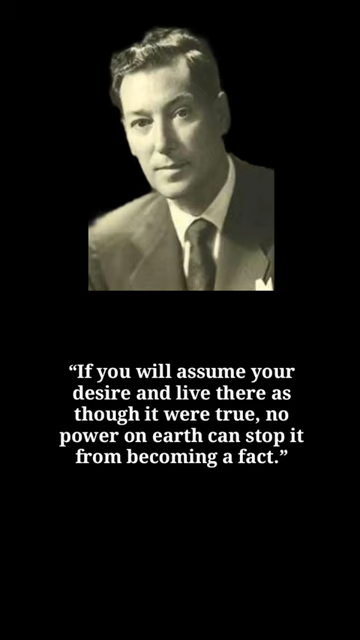 “If you will assume your
desire and live there as
though it were true, no
power on earth can stop it
from becoming a fact.”